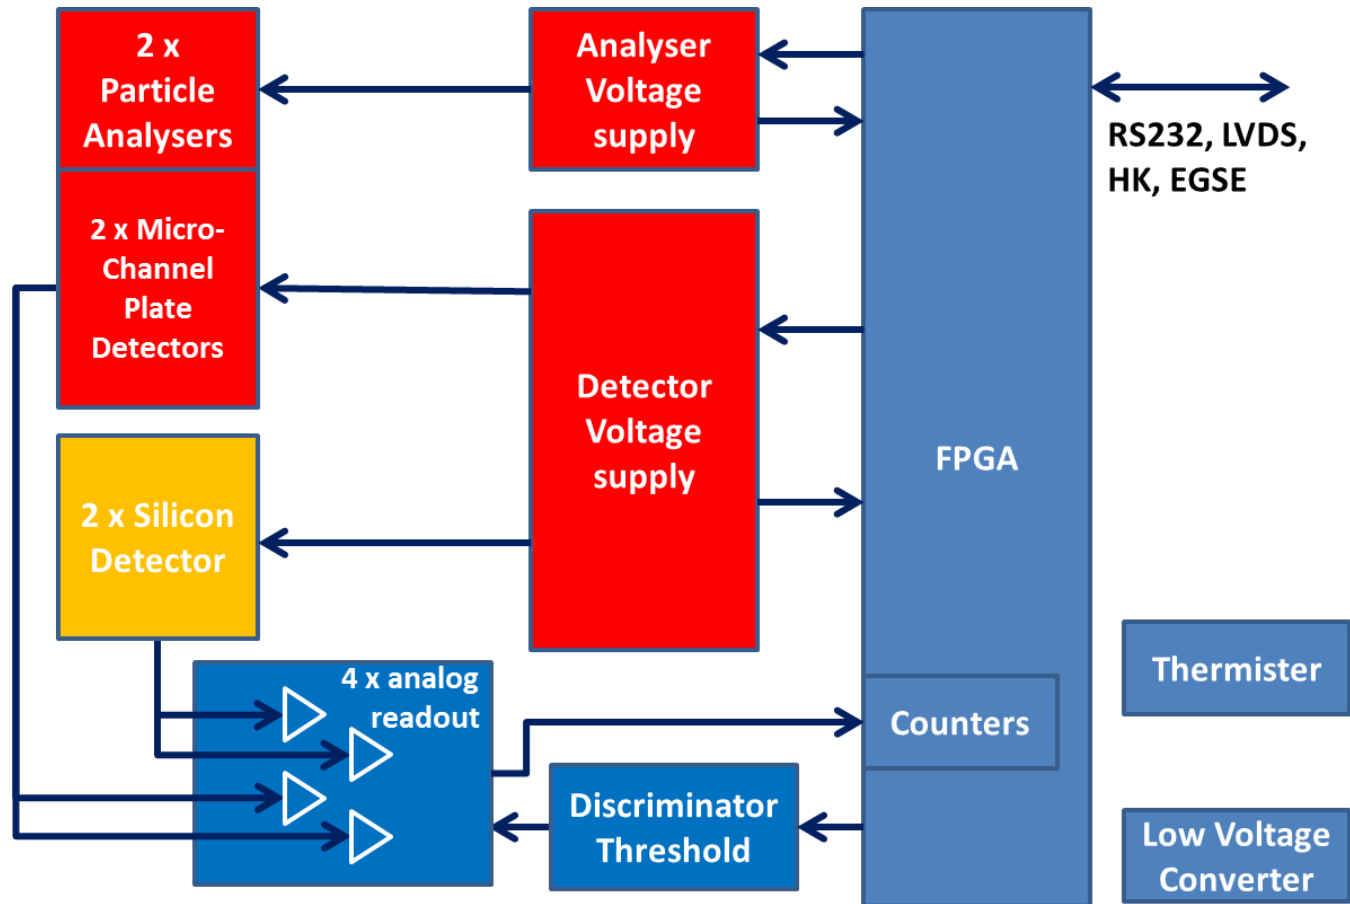 2 x
Particle
Analysers
Analyser
Voltage
supply
RS232, LVDS,
HK, EGSE
2 x Micro-
Channel
Plate
Detectors
Detector
Voltage
supply
FPGA
2 x Silicon
Detector
4 x analog
readout
Counters
Thermister
Discriminator
Threshold
Low Voltage
Converter